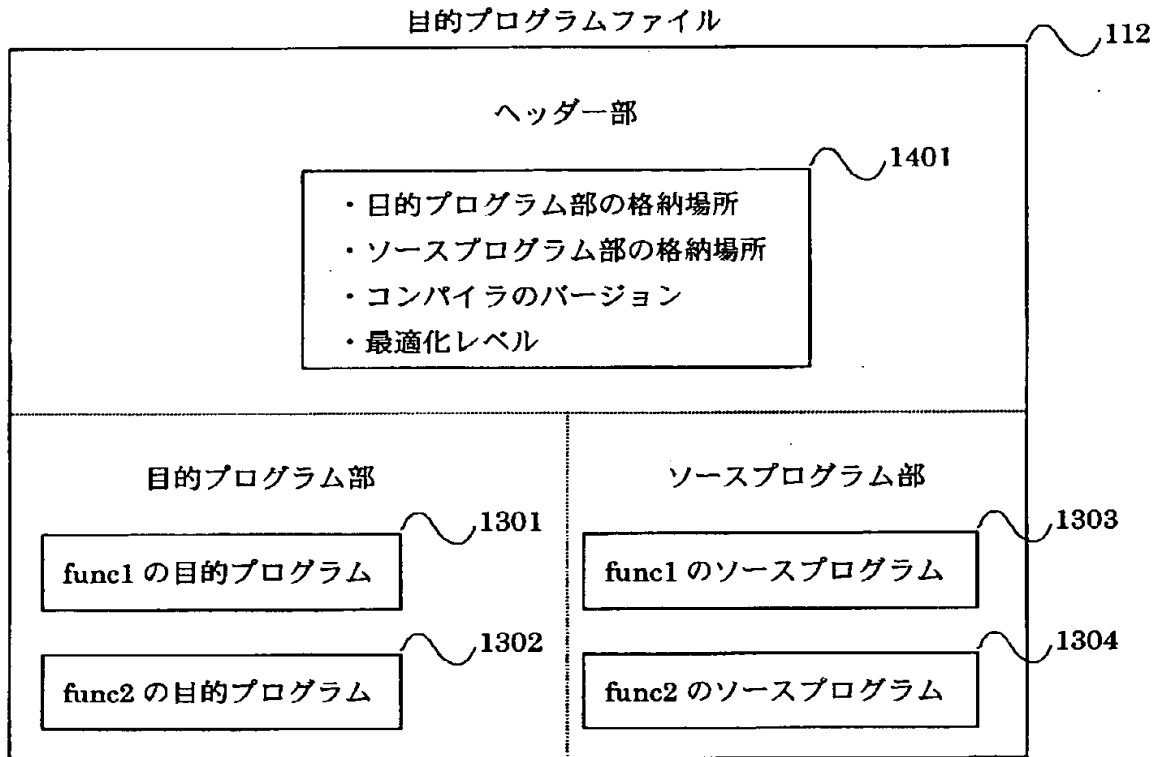 目的プログラムファイル
112
ヘッダー部
1401
・目的プログラム部の格納場所
・ソースプログラム部の格納場所
・コンパイラのバージョン
・最適化レベル
目的プログラム部
1301
func1 の目的プログラム
1302
func2 の目的プログラム
ソースプログラム部
1303
func1 のソースプログラム
1304
func2 のソースプログラム